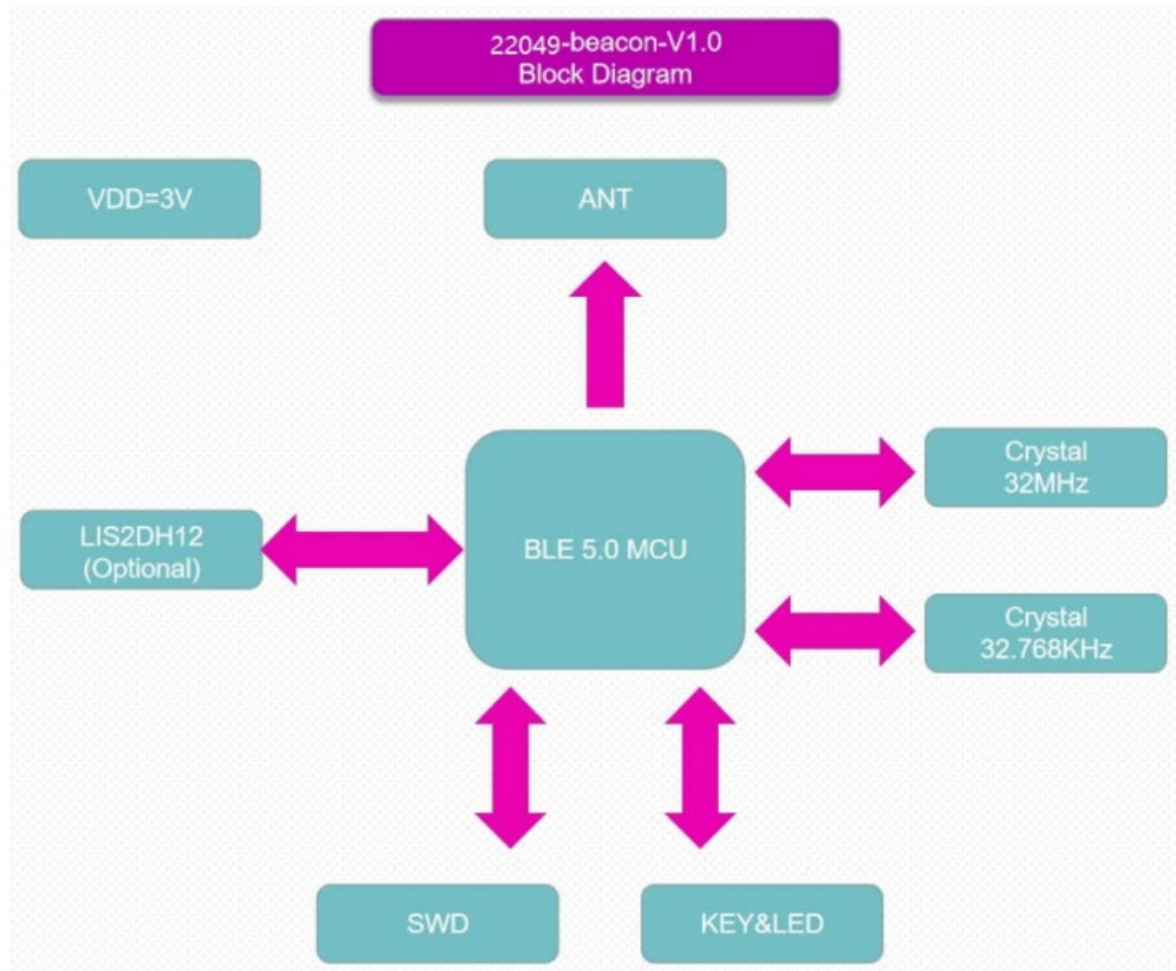 22049-beacon-V1.0
Block Diagram
VDD=3V
ANT
Crystal
32MHz
LIS2DH12
(Optional)
BLE 5.0 MCU
Crystal
32.768KHz
SWD
KEY&LED